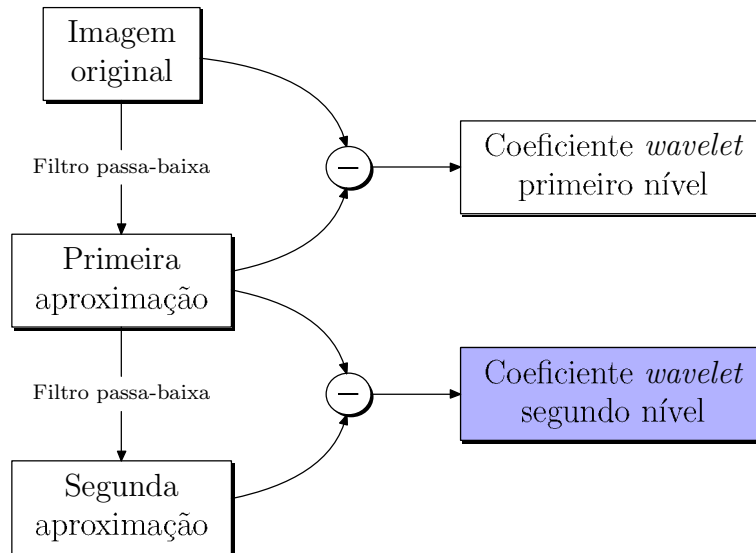 Imagem
original
Filtro passa-baixa
Coeficiente wavelet
primeiro nível
Primeira
aproximação
Filtro passa-baixa
Coeficiente wavelet
segundo nível
Segunda
aproximação